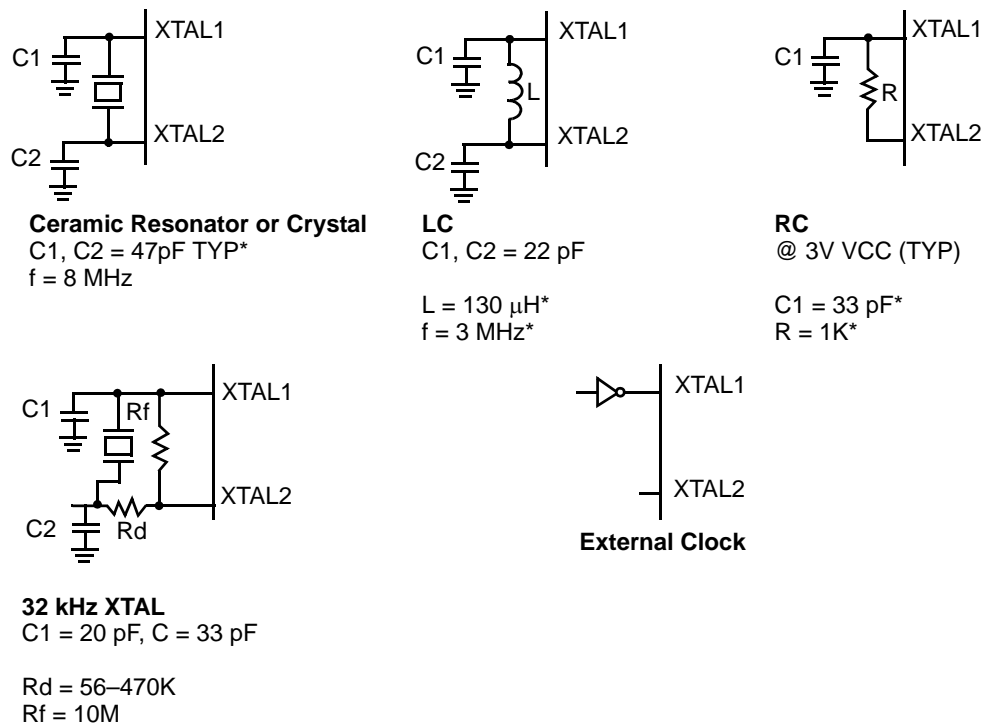 XTAL1
C1
XTAL2
C2
Ceramic Resonator or Crystal
C1, C2 = 47pF TYP*
f = 8 MHz
XTAL1
C1
L
XTAL2
C2
LC
C1, C2 = 22 pF
L = 130 μH*
f = 3 MHz*
XTAL1
C1
R
XTAL2
RC
@ 3V VCC (TYP)
C1 = 33 pF*
R = 1K*
XTAL1
C1
Rf
XTAL2
C2
Rd
32 kHz XTAL
C1 = 20 pF, C = 33 pF
Rd = 56–470K
Rf = 10M
XTAL1
XTAL2
External Clock